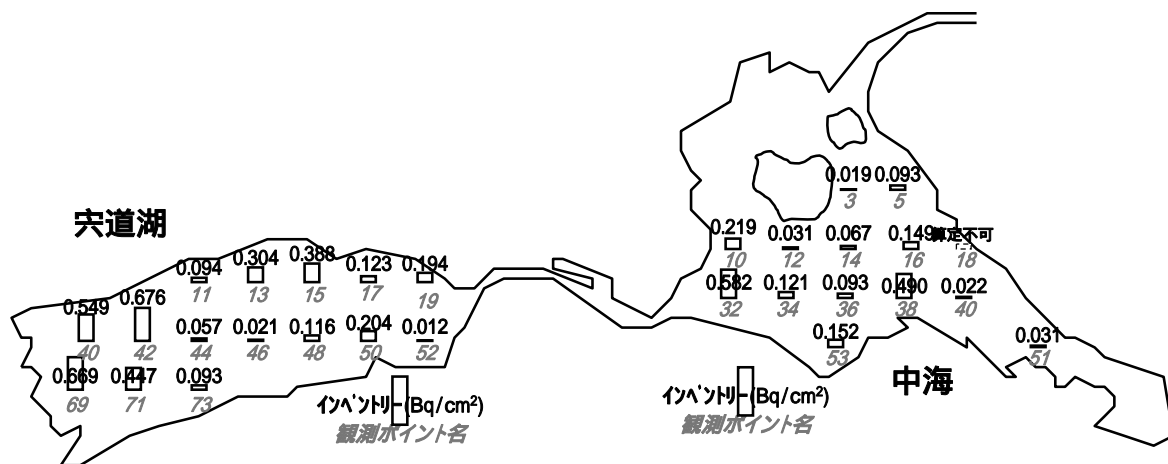 宍道湖
0.094 0.304 0.388 0.123 0.194
11 13 15 17 19
0.549 0.676 0.057 0.021 0.116 0.204 0.012
40 42 44 46 48 50 52
0.669 0.447 0.093
69 71 73
インベントリー(Bq/cm²)
観測ポイント名
0.019 0.093
3 5
0.219 0.031 0.067 0.149 算定不可
10 12 14 16 18
0.582 0.121 0.093 0.490 0.022
32 34 36 38 40
0.152 0.031
53 51
中海
インベントリー(Bq/cm²)
観測ポイント名